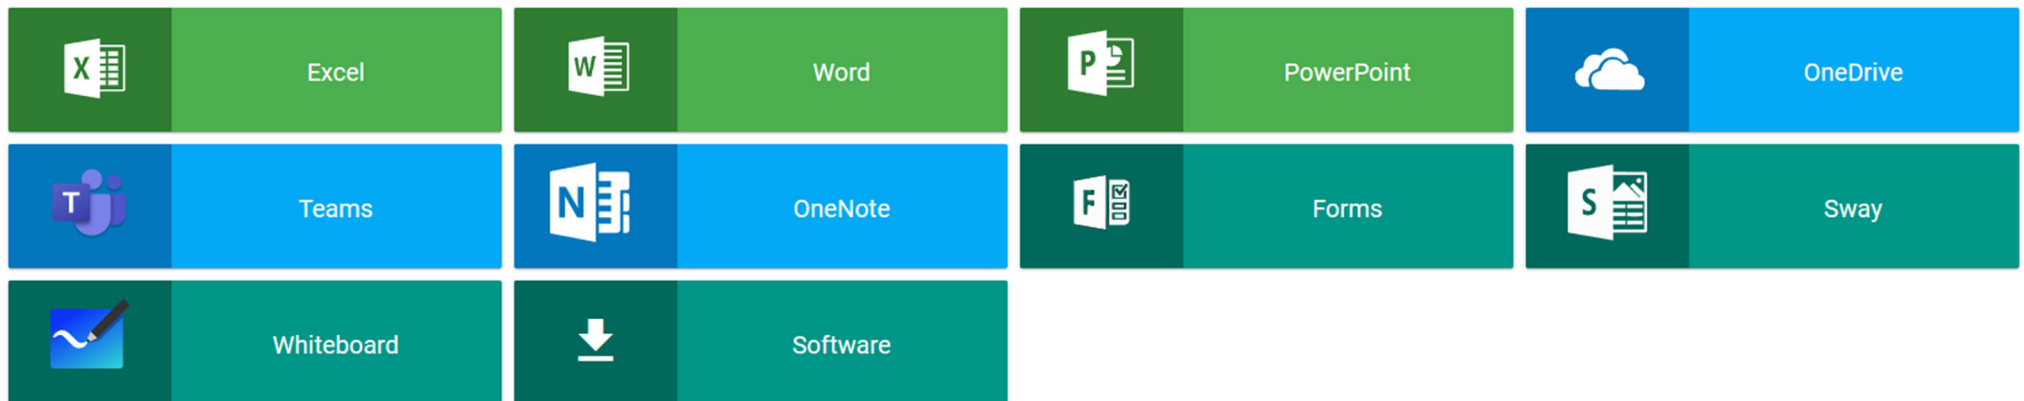 X Excel W Word P PowerPoint OneDrive
T Teams N OneNote F Forms S Sway
Whiteboard Software